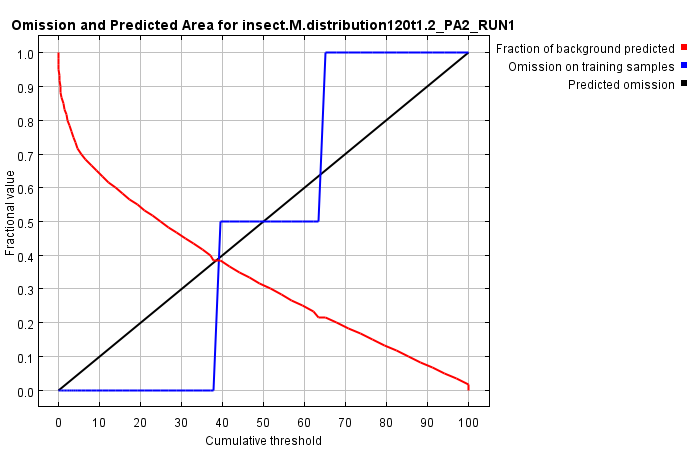 Omission and Predicted Area for insect.M.distribution120t1.2_PA2_RUN1
Fraction of background predicted
Omission on training samples
Predicted omission
Fractional value
1.0
0.9
0.8
0.7
0.6
0.5
0.4
0.3
0.2
0.1
0.0
0 10 20 30 40 50 60 70 80 90 100
Cumulative threshold